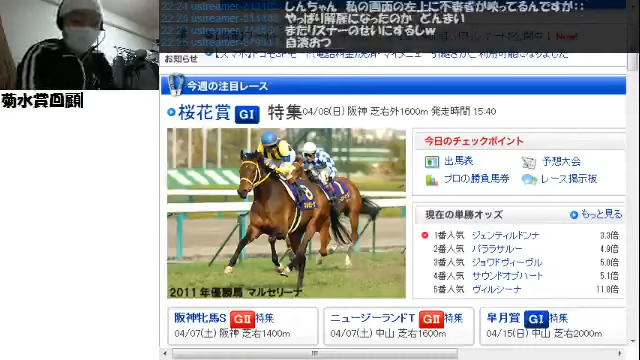 しんちゃん 私の画面の左上に不審者が映ってるんですが;;
やっぱり解雇になったのか どんまい
またリスナーのせいにするしw
自演おつ
お知らせ
菊水賞回顧
今週の注目レース
桜花賞 GI 特集 04/08(日) 阪神 芝右外1600m 発走時間 15:40
今日のチェックポイント
出馬表
予想大会
プロの勝負馬券
レース掲示板
現在の単勝オッズ
もっと見る
1番人気 ジェンティルドンナ 3.3倍
2番人気 パララサルー 4.9倍
3番人気 ジョワドヴィーヴル 5.0倍
4番人気 サウンドオブハート 5.1倍
5番人気 ヴィルシーナ 11.8倍
2011年優勝馬 マルセリーナ
阪神牝馬S GII 特集
04/07(土) 阪神 芝右1400m
ニュージーランドT GII 特集
04/07(土) 中山 芝右1600m
皐月賞 GI 特集
04/15(日) 中山 芝右2000m